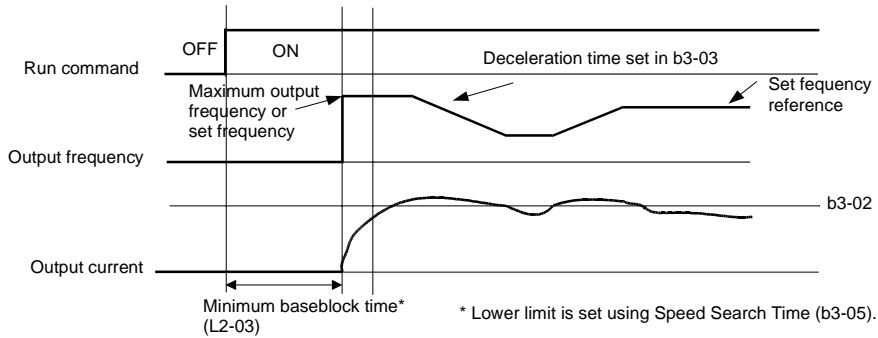 OFF
ON
Run command
Deceleration time set in b3-03
Maximum output
frequency or
set frequency
Set fequency
reference
Output frequency
b3-02
Output current
Minimum baseblock time*
(L2-03)
* Lower limit is set using Speed Search Time (b3-05).